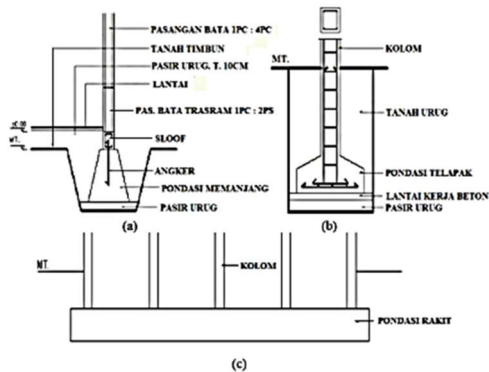 PASANGAN BATA 1PC : 4PC
TANAH TIMBUN
PASIR URUG, T. 10CM
LANTAI
PAS. BATA TRASRAM 1PC : 2PS
SLOOF
ANGKER
PONDASI MEMANJANG
PASIR URUG
(a)
MT.
KOLOM
TANAH URUG
PONDASI TELAPAK
LANTAI KERJA BETON
PASIR URUG
(b)
MT.
KOLOM
PONDASI RAKIT
(c)